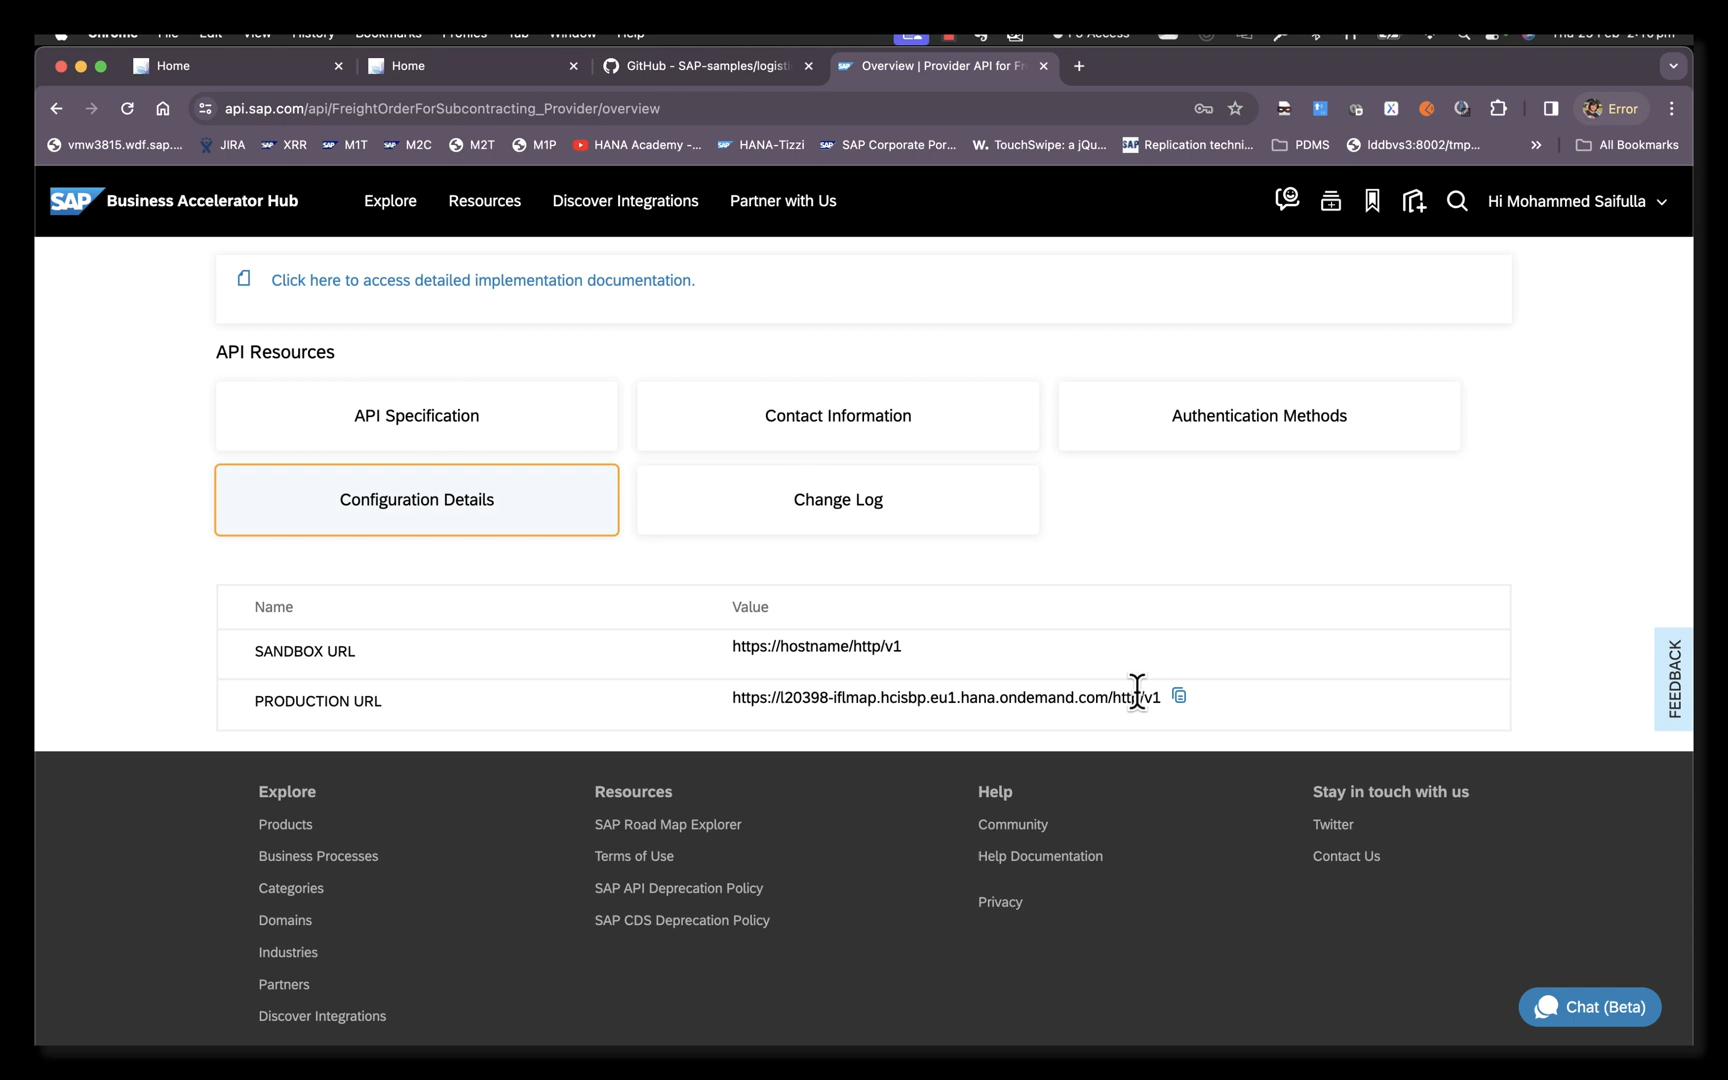 Chrome File Edit View History Bookmarks Profiles Tab Window Help
Home Home GitHub - SAP-samples/logisti Overview | Provider API for Fr
api.sap.com/api/FreightOrderForSubcontracting_Provider/overview Error
vmw3815.wdf.sap.... JIRA XRR M1T M2C M2T M1P HANA Academy -... HANA-Tizzi SAP Corporate Por... W. TouchSwipe: a jQu... SAP Replication techni... PDMS lddbvs3:8002/tmp... » All Bookmarks
SAP Business Accelerator Hub Explore Resources Discover Integrations Partner with Us Hi Mohammed Saifulla
Click here to access detailed implementation documentation.
API Resources
API Specification Contact Information Authentication Methods
Configuration Details Change Log
Name Value
SANDBOX URL https://hostname/http/v1
PRODUCTION URL https://l20398-iflmap.hcisbp.eu1.hana.ondemand.com/http/v1
FEEDBACK
Explore Resources Help Stay in touch with us
Products SAP Road Map Explorer Community Twitter
Business Processes Terms of Use Help Documentation Contact Us
Categories SAP API Deprecation Policy
Privacy
Domains SAP CDS Deprecation Policy
Industries
Partners
Discover Integrations
Chat (Beta)